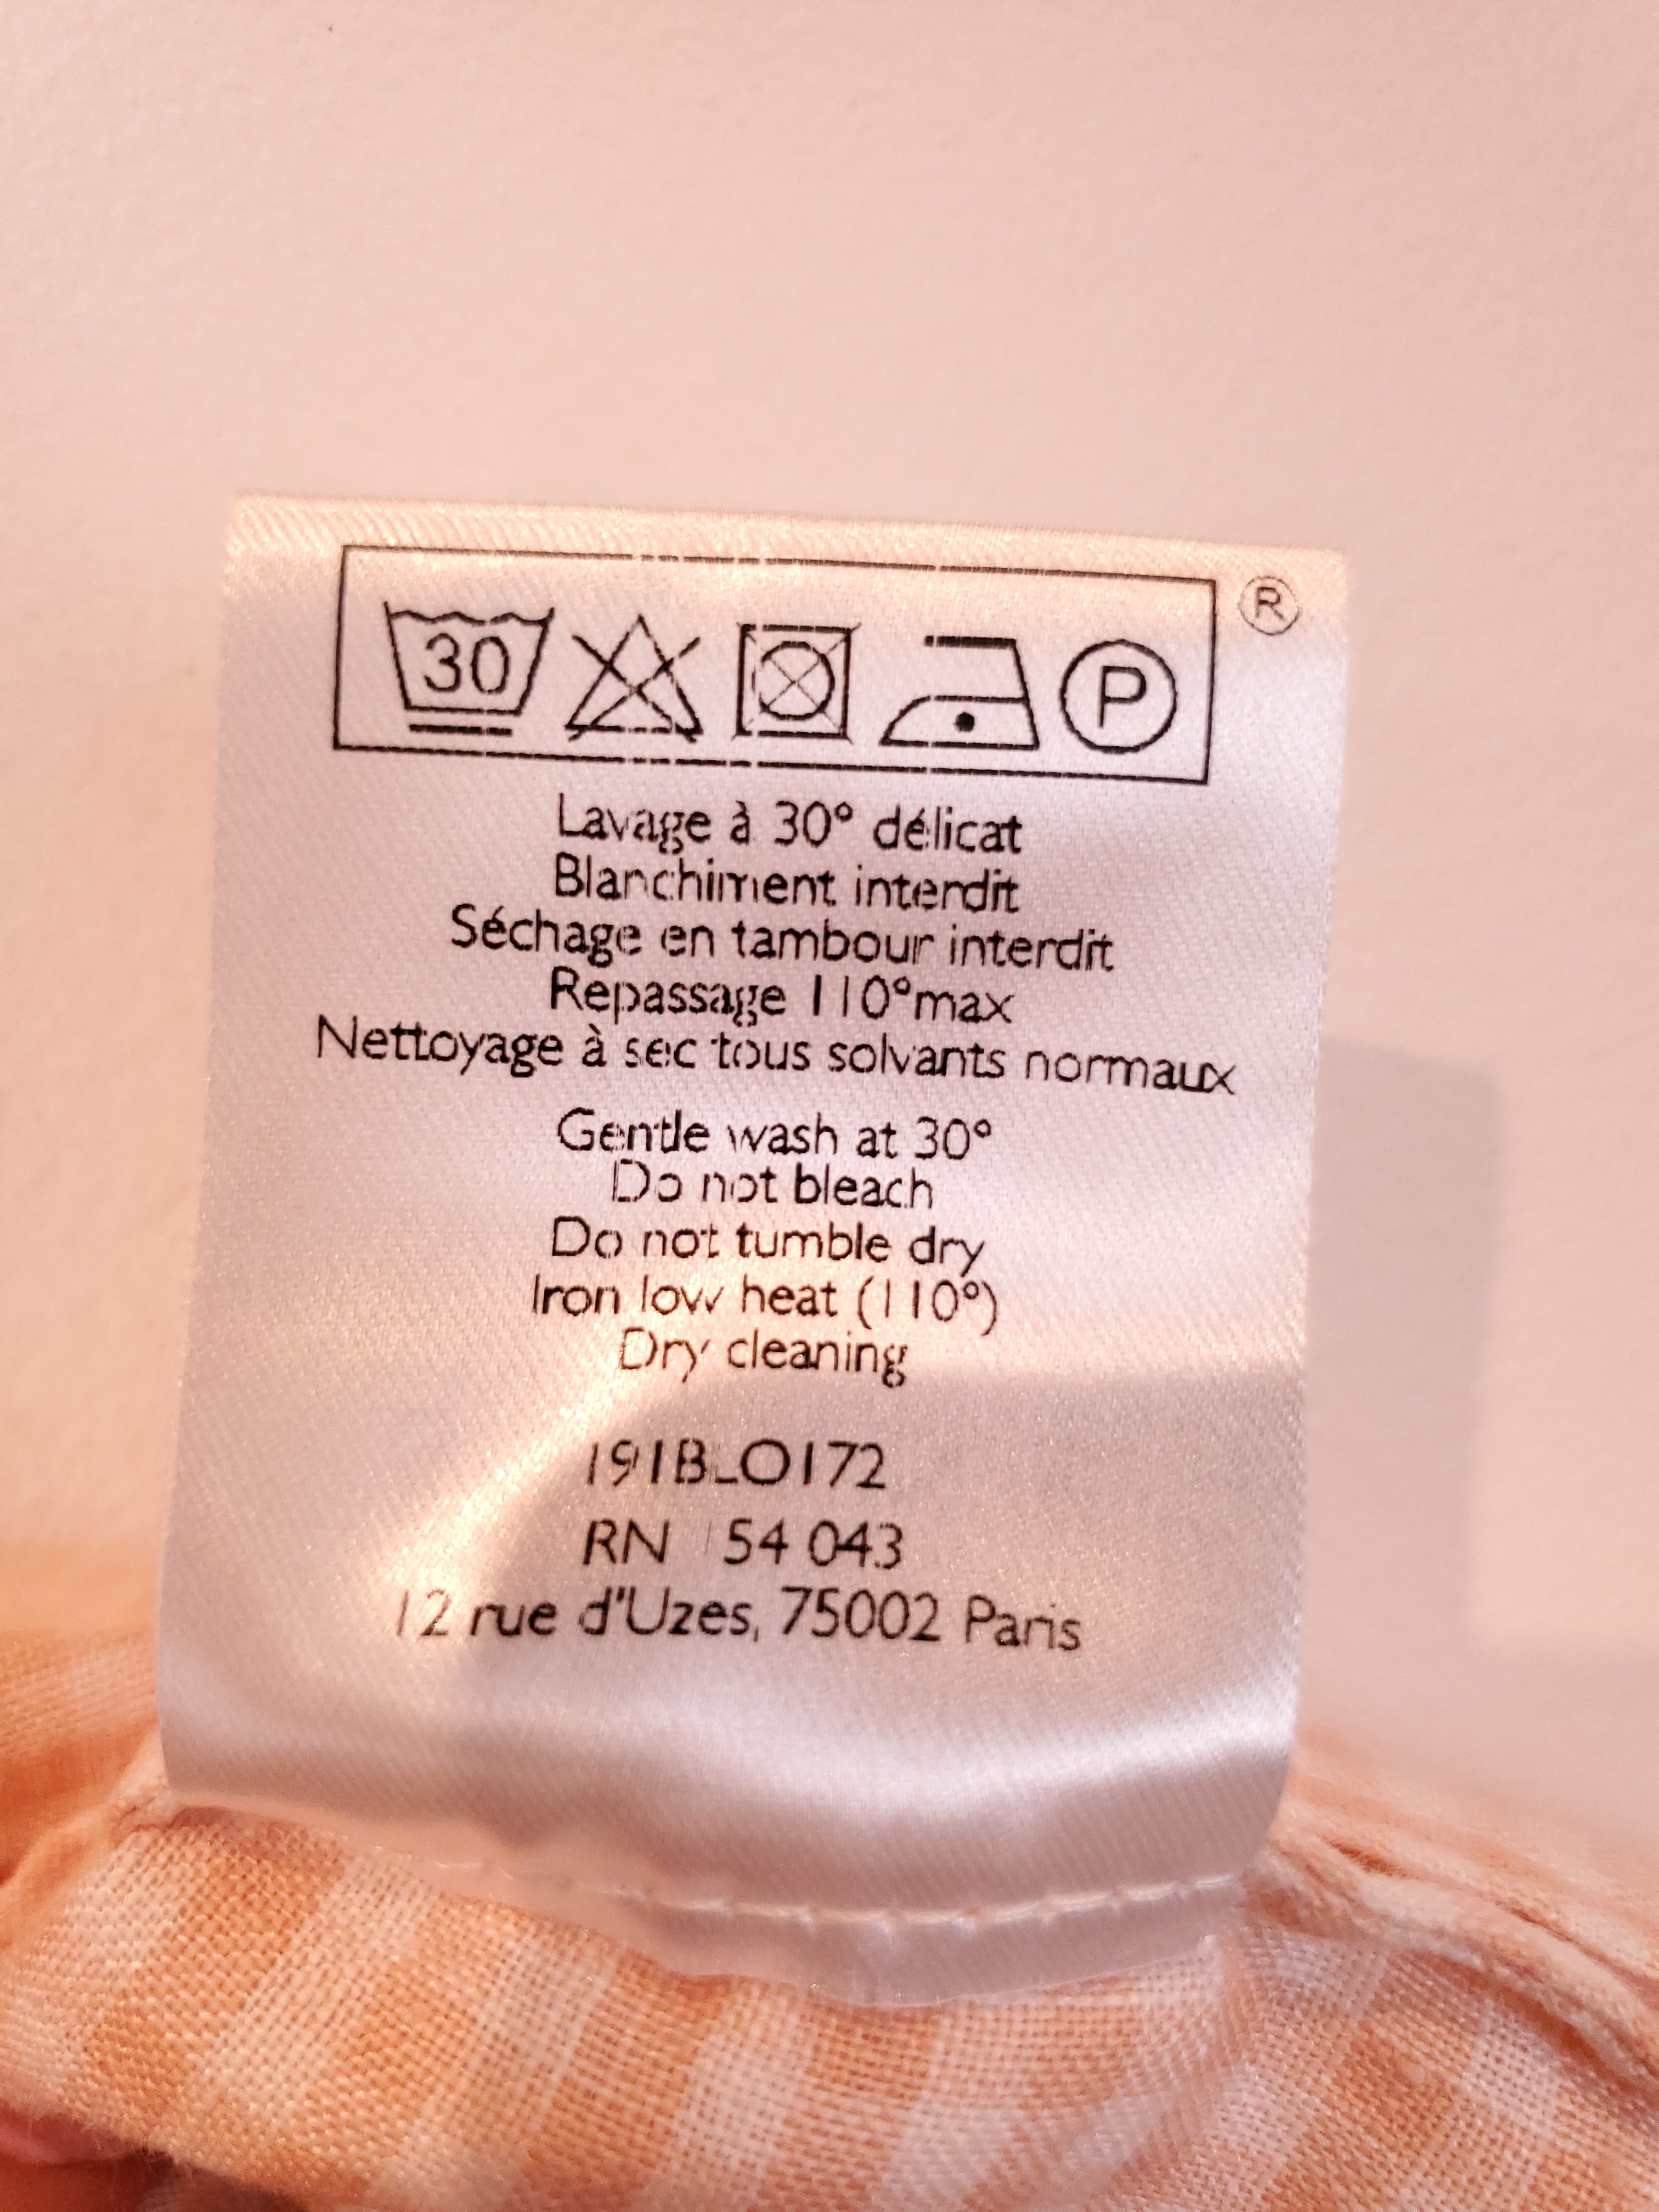 30
P
®
Lavage à 30° délicat
Blanchiment interdit
Séchage en tambour interdit
Repassage 110°max
Nettoyage à sec tous solvants normaux
Gentle wash at 30°
Do not bleach
Do not tumble dry
Iron low heat (110°)
Dry cleaning
191BLO172
RN 154 043
12 rue d'Uzes, 75002 Paris